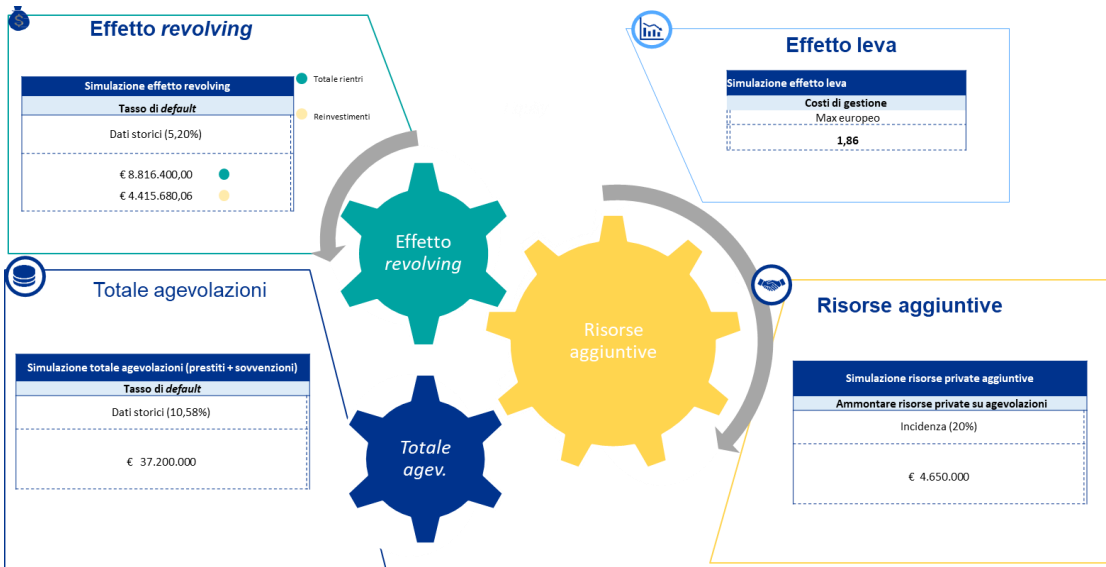 Effetto revolving
Simulazione effetto revolving
Tasso di default
Dati storici (5,20%)
€ 8.816.400,00
€ 4.415.680,06
Totale rientri
Reinvestimenti
Effetto leva
Simulazione effetto leva
Costi di gestione
Max europeo
1,86
Effetto
revolving
Risorse
aggiuntive
Totale
agev.
Totale agevolazioni
Simulazione totale agevolazioni (prestiti + sovvenzioni)
Tasso di default
Dati storici (10,58%)
€ 37.200.000
Risorse aggiuntive
Simulazione risorse private aggiuntive
Ammontare risorse private su agevolazioni
Incidenza (20%)
€ 4.650.000